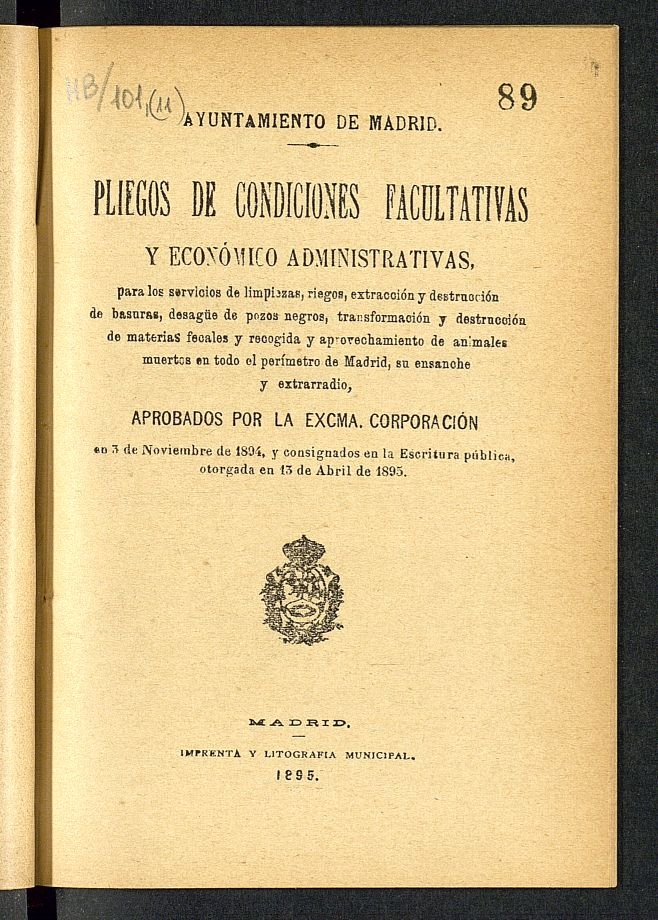 MB/101,(11)
89
AYUNTAMIENTO DE MADRID.
PLIEGOS DE CONDICIONES FACULTATIVAS
Y ECONÓMICO ADMINISTRATIVAS,
para los servicios de limpiezas, riegos, extracción y destrucción
de basuras, desagüe de pozos negros, transformación y destrucción
de materias fecales y recogida y aprovechamiento de animales
muertos en todo el perímetro de Madrid, su ensanche
y extrarradio,
APROBADOS POR LA EXCMA. CORPORACIÓN
en 3 de Noviembre de 1894, y consignados en la Escritura pública,
otorgada en 13 de Abril de 1895.
MADRID.
IMPRENTA Y LITOGRAFIA MUNICIPAL.
1895.